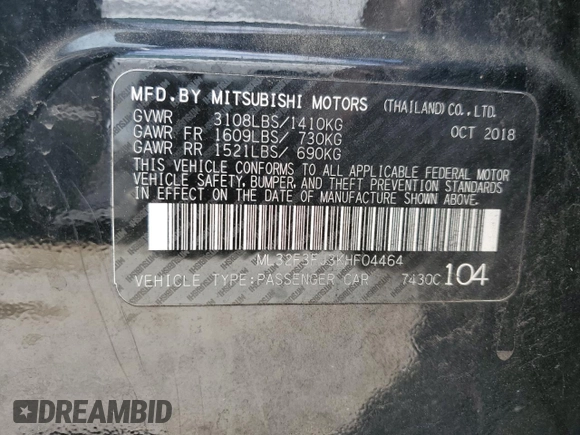 MFD.BY MITSUBISHI MOTORS (THAILAND)CO.,LTD.
GVWR 3108LBS/1410KG OCT 2018
GAWR FR 1609LBS/ 730KG
GAWR RR 1521LBS/ 690KG
THIS VEHICLE CONFORMS TO ALL APPLICABLE FEDERAL MOTOR
VEHICLE SAFETY, BUMPER, AND THEFT PREVENTION STANDARDS
IN EFFECT ON THE DATE OF MANUFACTURE SHOWN ABOVE.
ML32F3FJ3KHF04464
VEHICLE TYPE:PASSENGER CAR 7430C104
DREAMBID